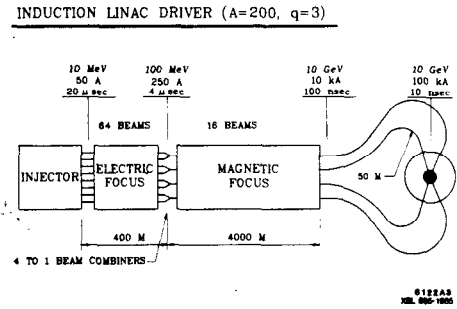 INDUCTION LINAC DRIVER (A=200, q=3)
10 MeV
50 A
20 μsec
100 MeV
250 A
4 μsec
10 GeV
10 kA
100 nsec
10 GeV
100 kA
10 nsec
64 BEAMS
16 BEAMS
INJECTOR
ELECTRIC
FOCUS
MAGNETIC
FOCUS
50 M
400 M
4000 M
4 TO 1 BEAM COMBINERS
6122A3